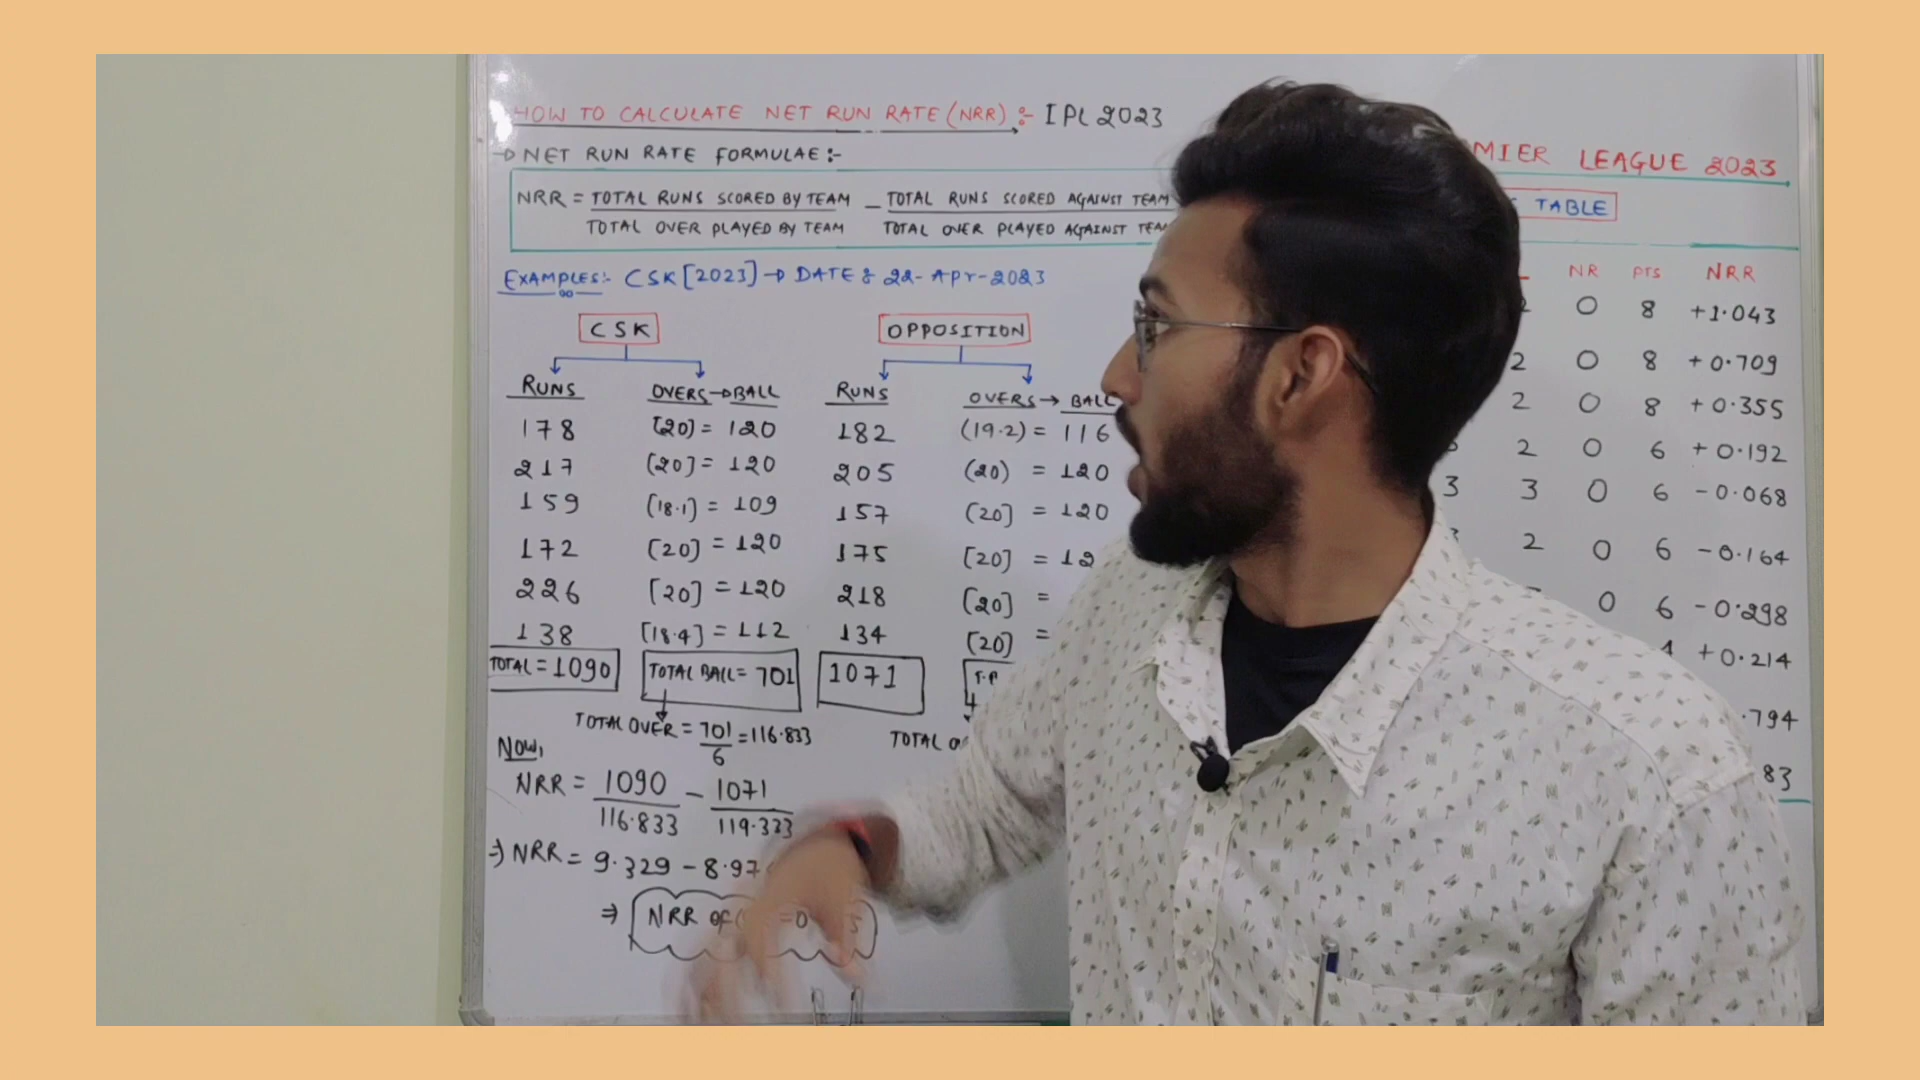 HOW TO CALCULATE NET RUN RATE (NRR) :- IPL 2023
→ NET RUN RATE FORMULAE :-
NRR = TOTAL RUNS SCORED BY TEAM – TOTAL RUNS SCORED AGAINST TEAM
TOTAL OVER PLAYED BY TEAM TOTAL OVER PLAYED AGAINST
EXAMPLES:- CSK [2023] → DATE : 22-Apr-2023
CSK OPPOSITION
RUNS OVERS → BALL RUNS OVERS → BALL
178 [20] = 120 182 (19.2) = 116
217 [20] = 120 205 (20) = 120
159 [18.1] = 109 157 [20] = 120
172 [20] = 120 175 [20] = 12
226 [20] = 120 218 [20] =
138 [18.4] = 112 134 [20] =
TOTAL = 1090 TOTAL BALL = 701 1071
TOTAL OVER = 701/6 = 116.833 TOTAL
NOW,
NRR = 1090/116.833 – 1071/119.333
⇒ NRR = 9.329 – 8.97
⇒ NRR of
LEAGUE 2023
TABLE
NR PTS NRR
0 8 +1.043
2 0 8 +0.709
2 0 8 +0.355
2 0 6 +0.192
3 3 0 6 -0.068
2 0 6 -0.164
0 6 -0.298
+0.214
.794
83